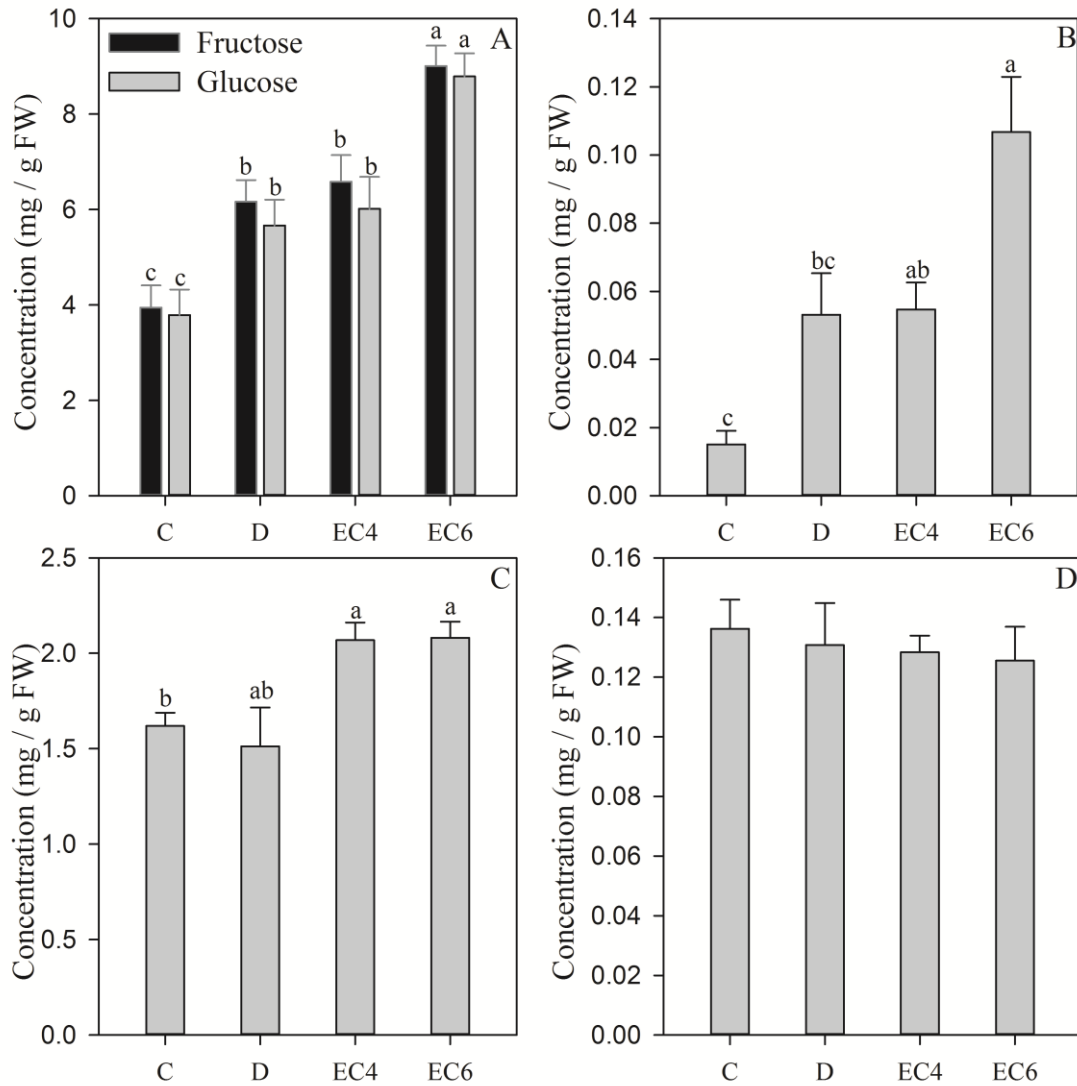 A
Fructose
Glucose
Concentration (mg / g FW)
10
8
6
4
2
0
c c b b b b a a
C D EC4 EC6
B
Concentration (mg / g FW)
0.14
0.12
0.10
0.08
0.06
0.04
0.02
0.00
c bc ab a
C D EC4 EC6
C
Concentration (mg / g FW)
2.5
2.0
1.5
1.0
0.5
0.0
b ab a a
C D EC4 EC6
D
Concentration (mg / g FW)
0.16
0.14
0.12
0.10
0.08
0.06
0.04
0.02
0.00
C D EC4 EC6